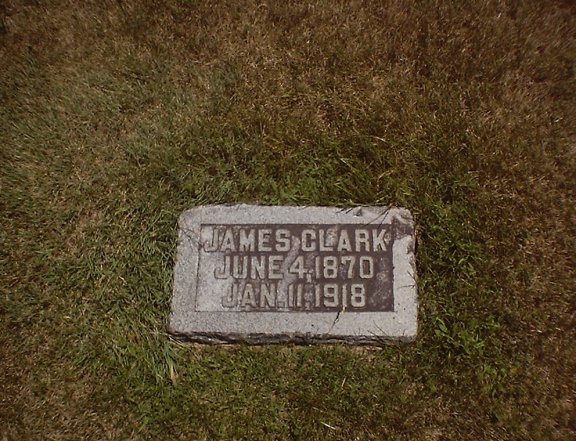 JAMES CLARK
JUNE 4, 1870
JAN. 11, 1918